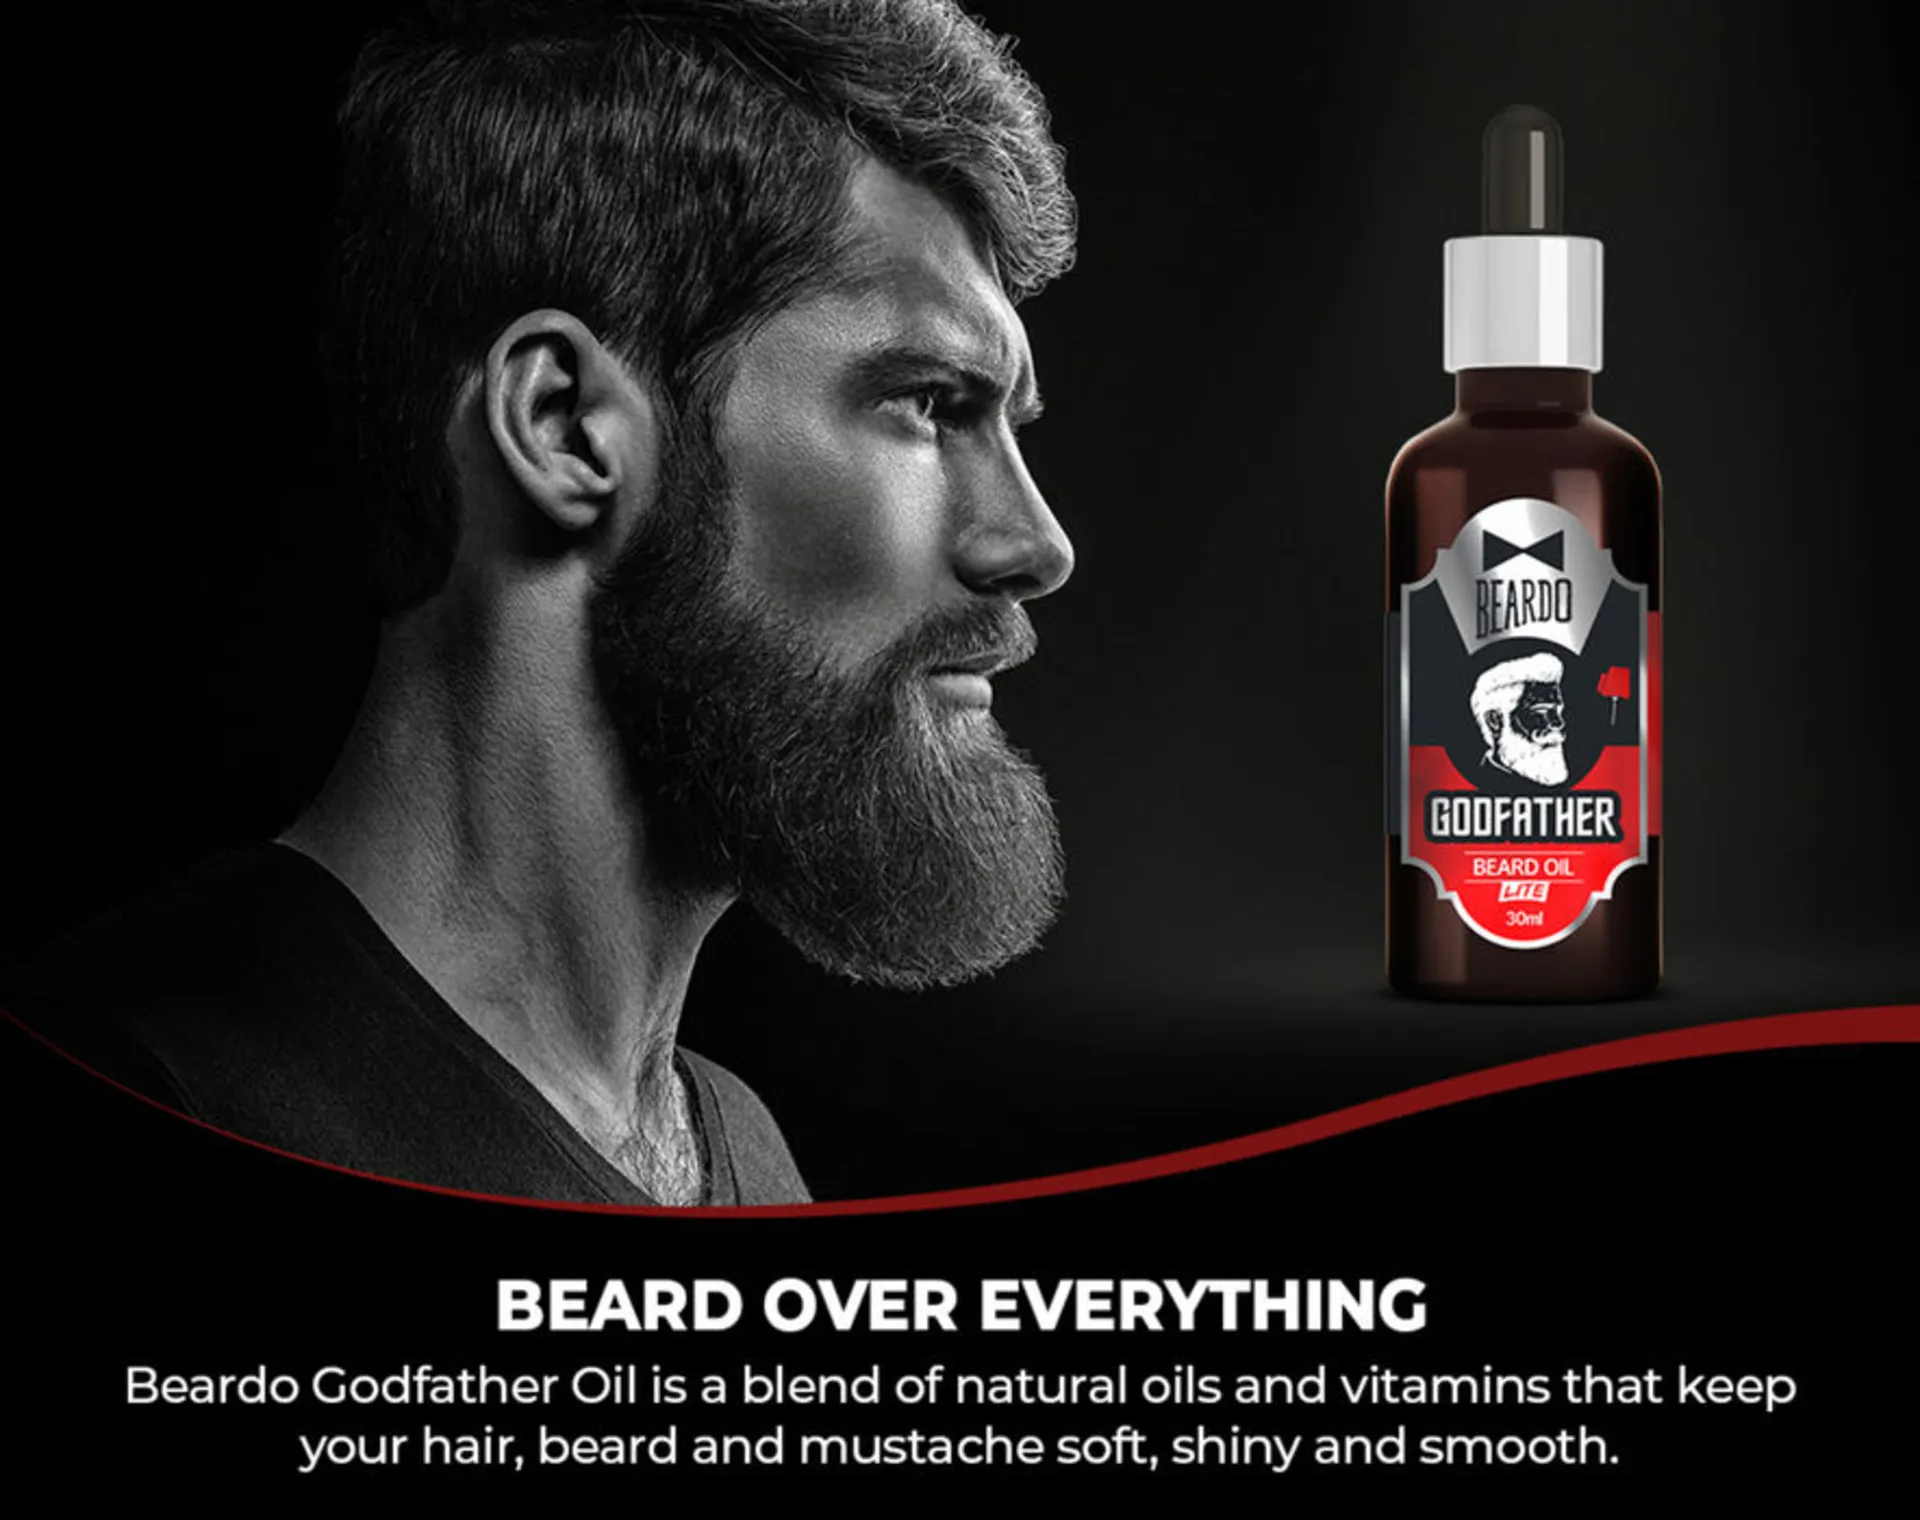 BEARDO
GODFATHER
BEARD OIL
LITE
30ml
BEARD OVER EVERYTHING
Beardo Godfather Oil is a blend of natural oils and vitamins that keep
your hair, beard and mustache soft, shiny and smooth.